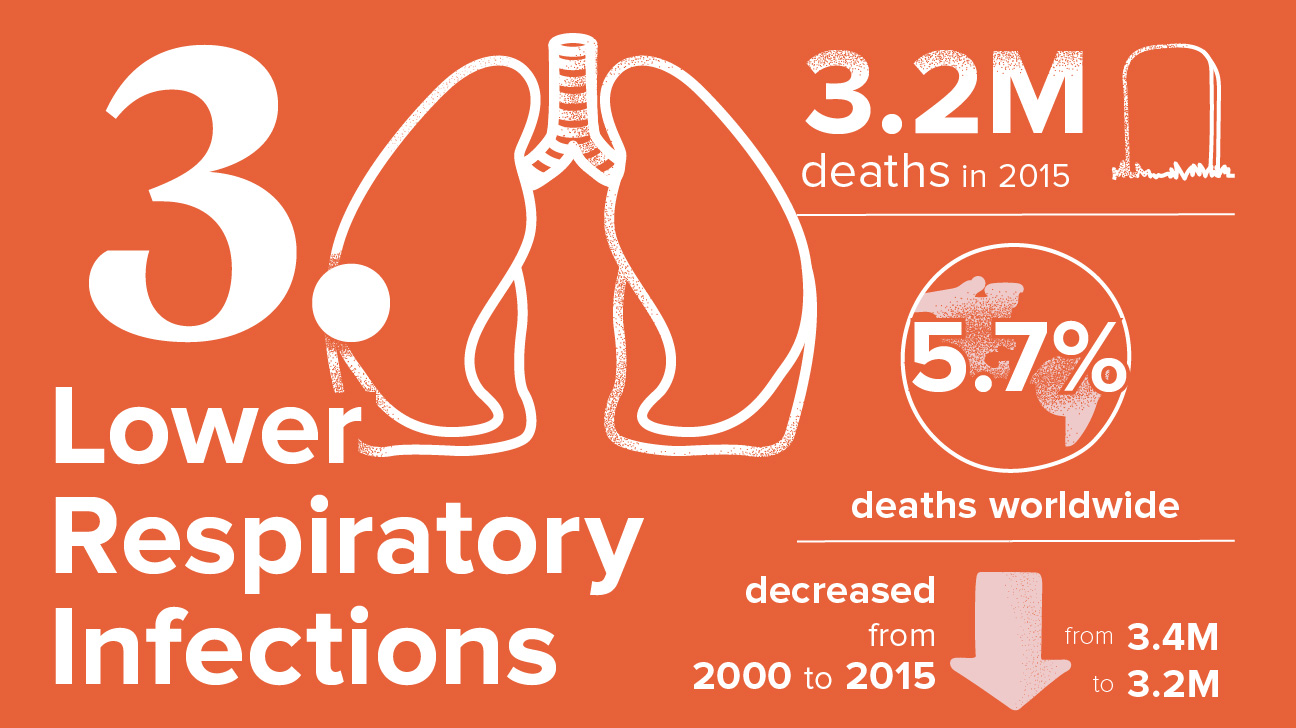 3.
Lower
Respiratory
Infections
3.2M
deaths in 2015
5.7%
deaths worldwide
decreased
from
2000 to 2015
from 3.4M
to 3.2M